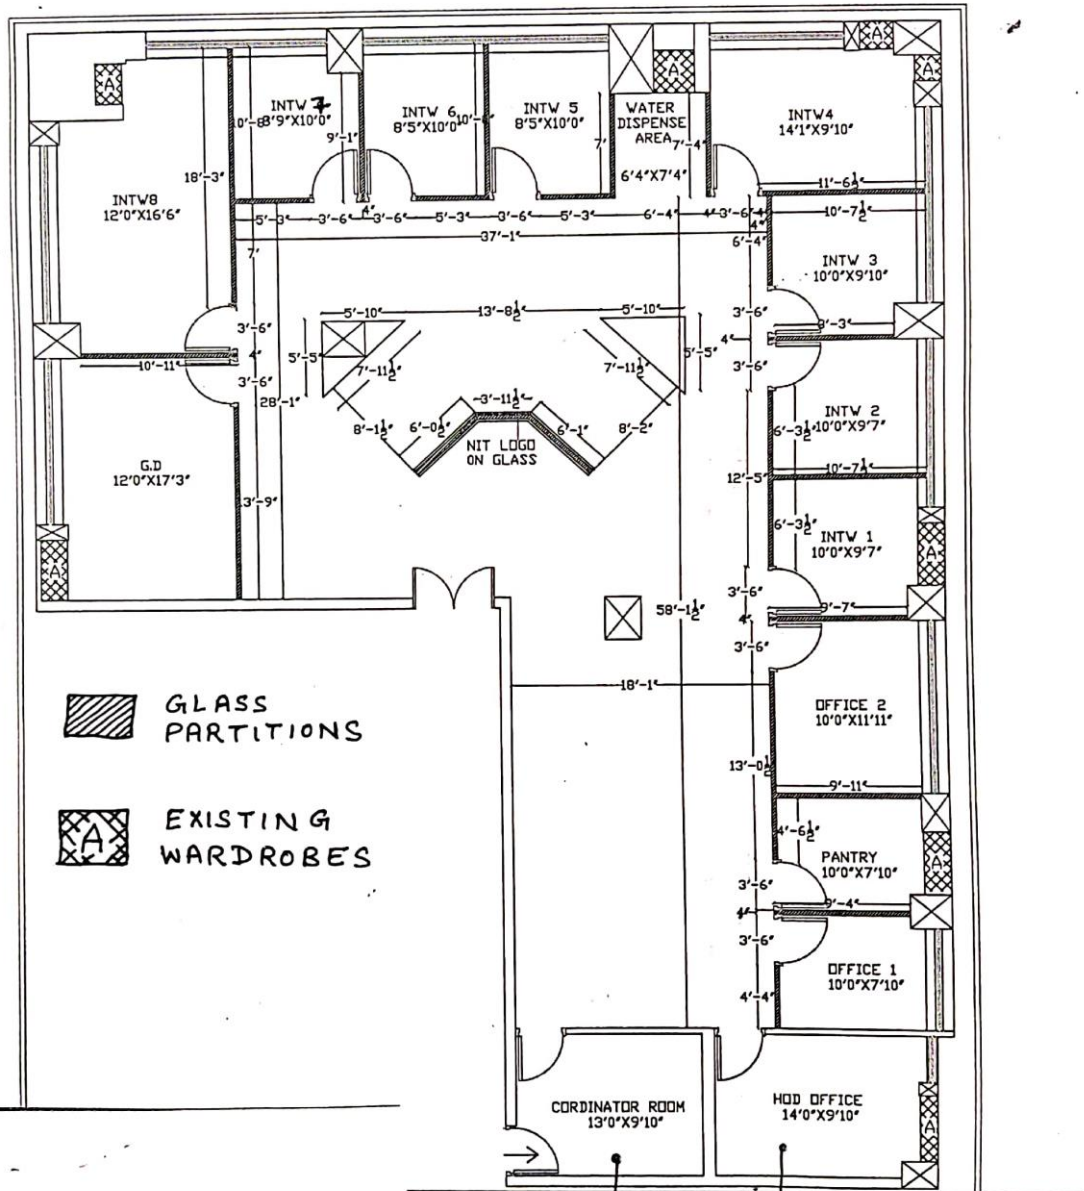 A
A
A
INTW 7
8'9"X10'0"
10'-8"
9'-1"
INTW 6
8'5"X10'0"
INTW 5
8'5"X10'0"
7'
WATER
DISPENSE
AREA
7'-4"
6'4"X7'4"
INTW4
14'1"X9'10"
A
18'-3"
INTW8
12'0"X16'6"
11'-6½"
10'-7½"
4"
5'-3"
3'-6"
3'-6"
5'-3"
3'-6"
5'-3"
6'-4"
4"
3'-6"
4"
4"
37'-1"
6'-4"
7'
INTW 3
10'0"X9'10"
5'-10"
13'-8½"
5'-10"
3'-6"
3'-6"
4"
4"
5'-5"
5'-5"
10'-11"
7'-11½"
7'-11½"
3'-6"
3'-6"
28'-1"
3'-11½"
8'-1½"
6'-0½"
6'-1"
8'-2"
NIT LOGO
ON GLASS
INTW 2
10'0"X9'7"
6'-3½"
10'-7½"
G.D
12'0"X17'3"
12'-5"
13'-9"
6'-3½"
INTW 1
10'0"X9'7"
A
A
3'-6"
9'-7"
58'-1½"
4"
3'-6"
18'-1"
GLASS
PARTITIONS
OFFICE 2
10'0"X11'11"
13'-0½"
9'-11"
A
EXISTING
WARDROBES
4'-6½"
PANTRY
10'0"X7'10"
A
3'-6"
9'-4"
4"
3'-6"
OFFICE 1
10'0"X7'10"
4'-4"
CORDINATOR ROOM
13'0"X9'10"
HOD OFFICE
14'0"X9'10"
A